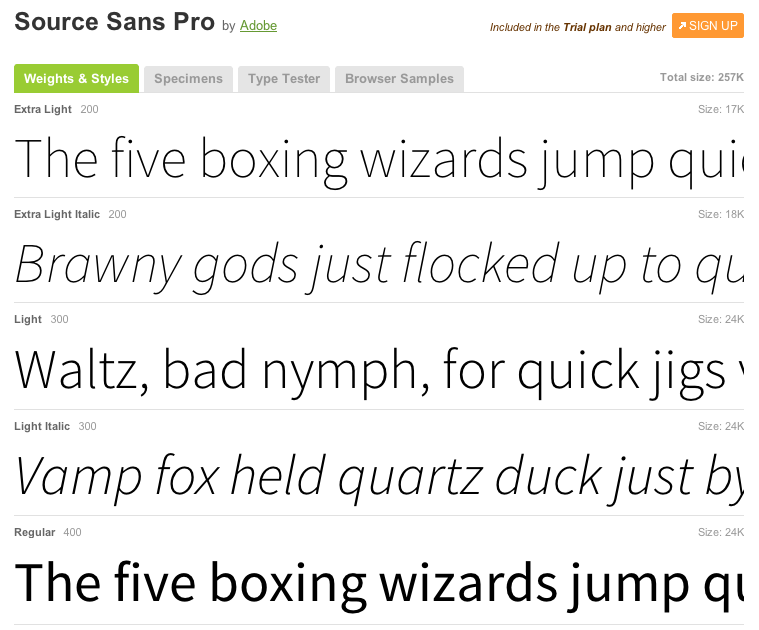 Source Sans Pro by Adobe
Included in the Trial plan and higher SIGN UP
Weights & Styles Specimens Type Tester Browser Samples Total size: 257K
Extra Light 200 Size: 17K
The five boxing wizards jump quic
Extra Light Italic 200 Size: 18K
Brawny gods just flocked up to qu
Light 300 Size: 24K
Waltz, bad nymph, for quick jigs v
Light Italic 300 Size: 24K
Vamp fox held quartz duck just by
Regular 400 Size: 24K
The five boxing wizards jump qu